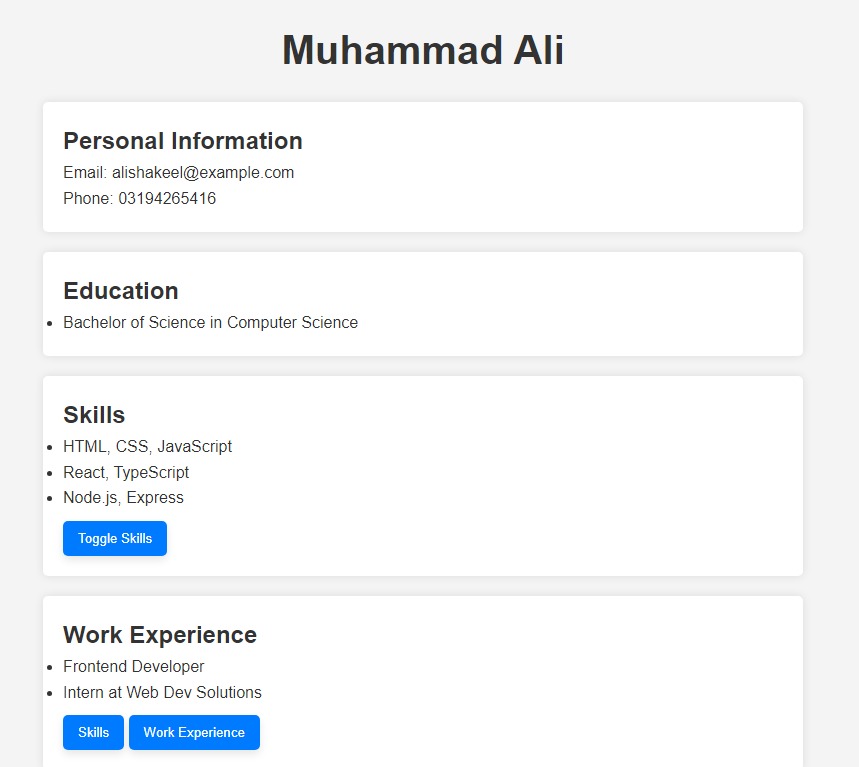 Muhammad Ali
Personal Information
Email: alishakeel@example.com
Phone: 03194265416
Education
Bachelor of Science in Computer Science
Skills
HTML, CSS, JavaScript
React, TypeScript
Node.js, Express
Toggle Skills
Work Experience
Frontend Developer
Intern at Web Dev Solutions
Skills Work Experience